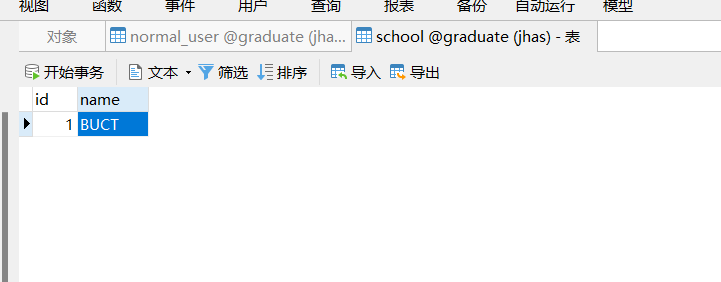 视图 函数 事件 用户 查询 报表 备份 自动运行 模型
对象 normal_user @graduate (jha... school @graduate (jhas) - 表
开始事务 文本 筛选 排序 导入 导出
id name
1 BUCT